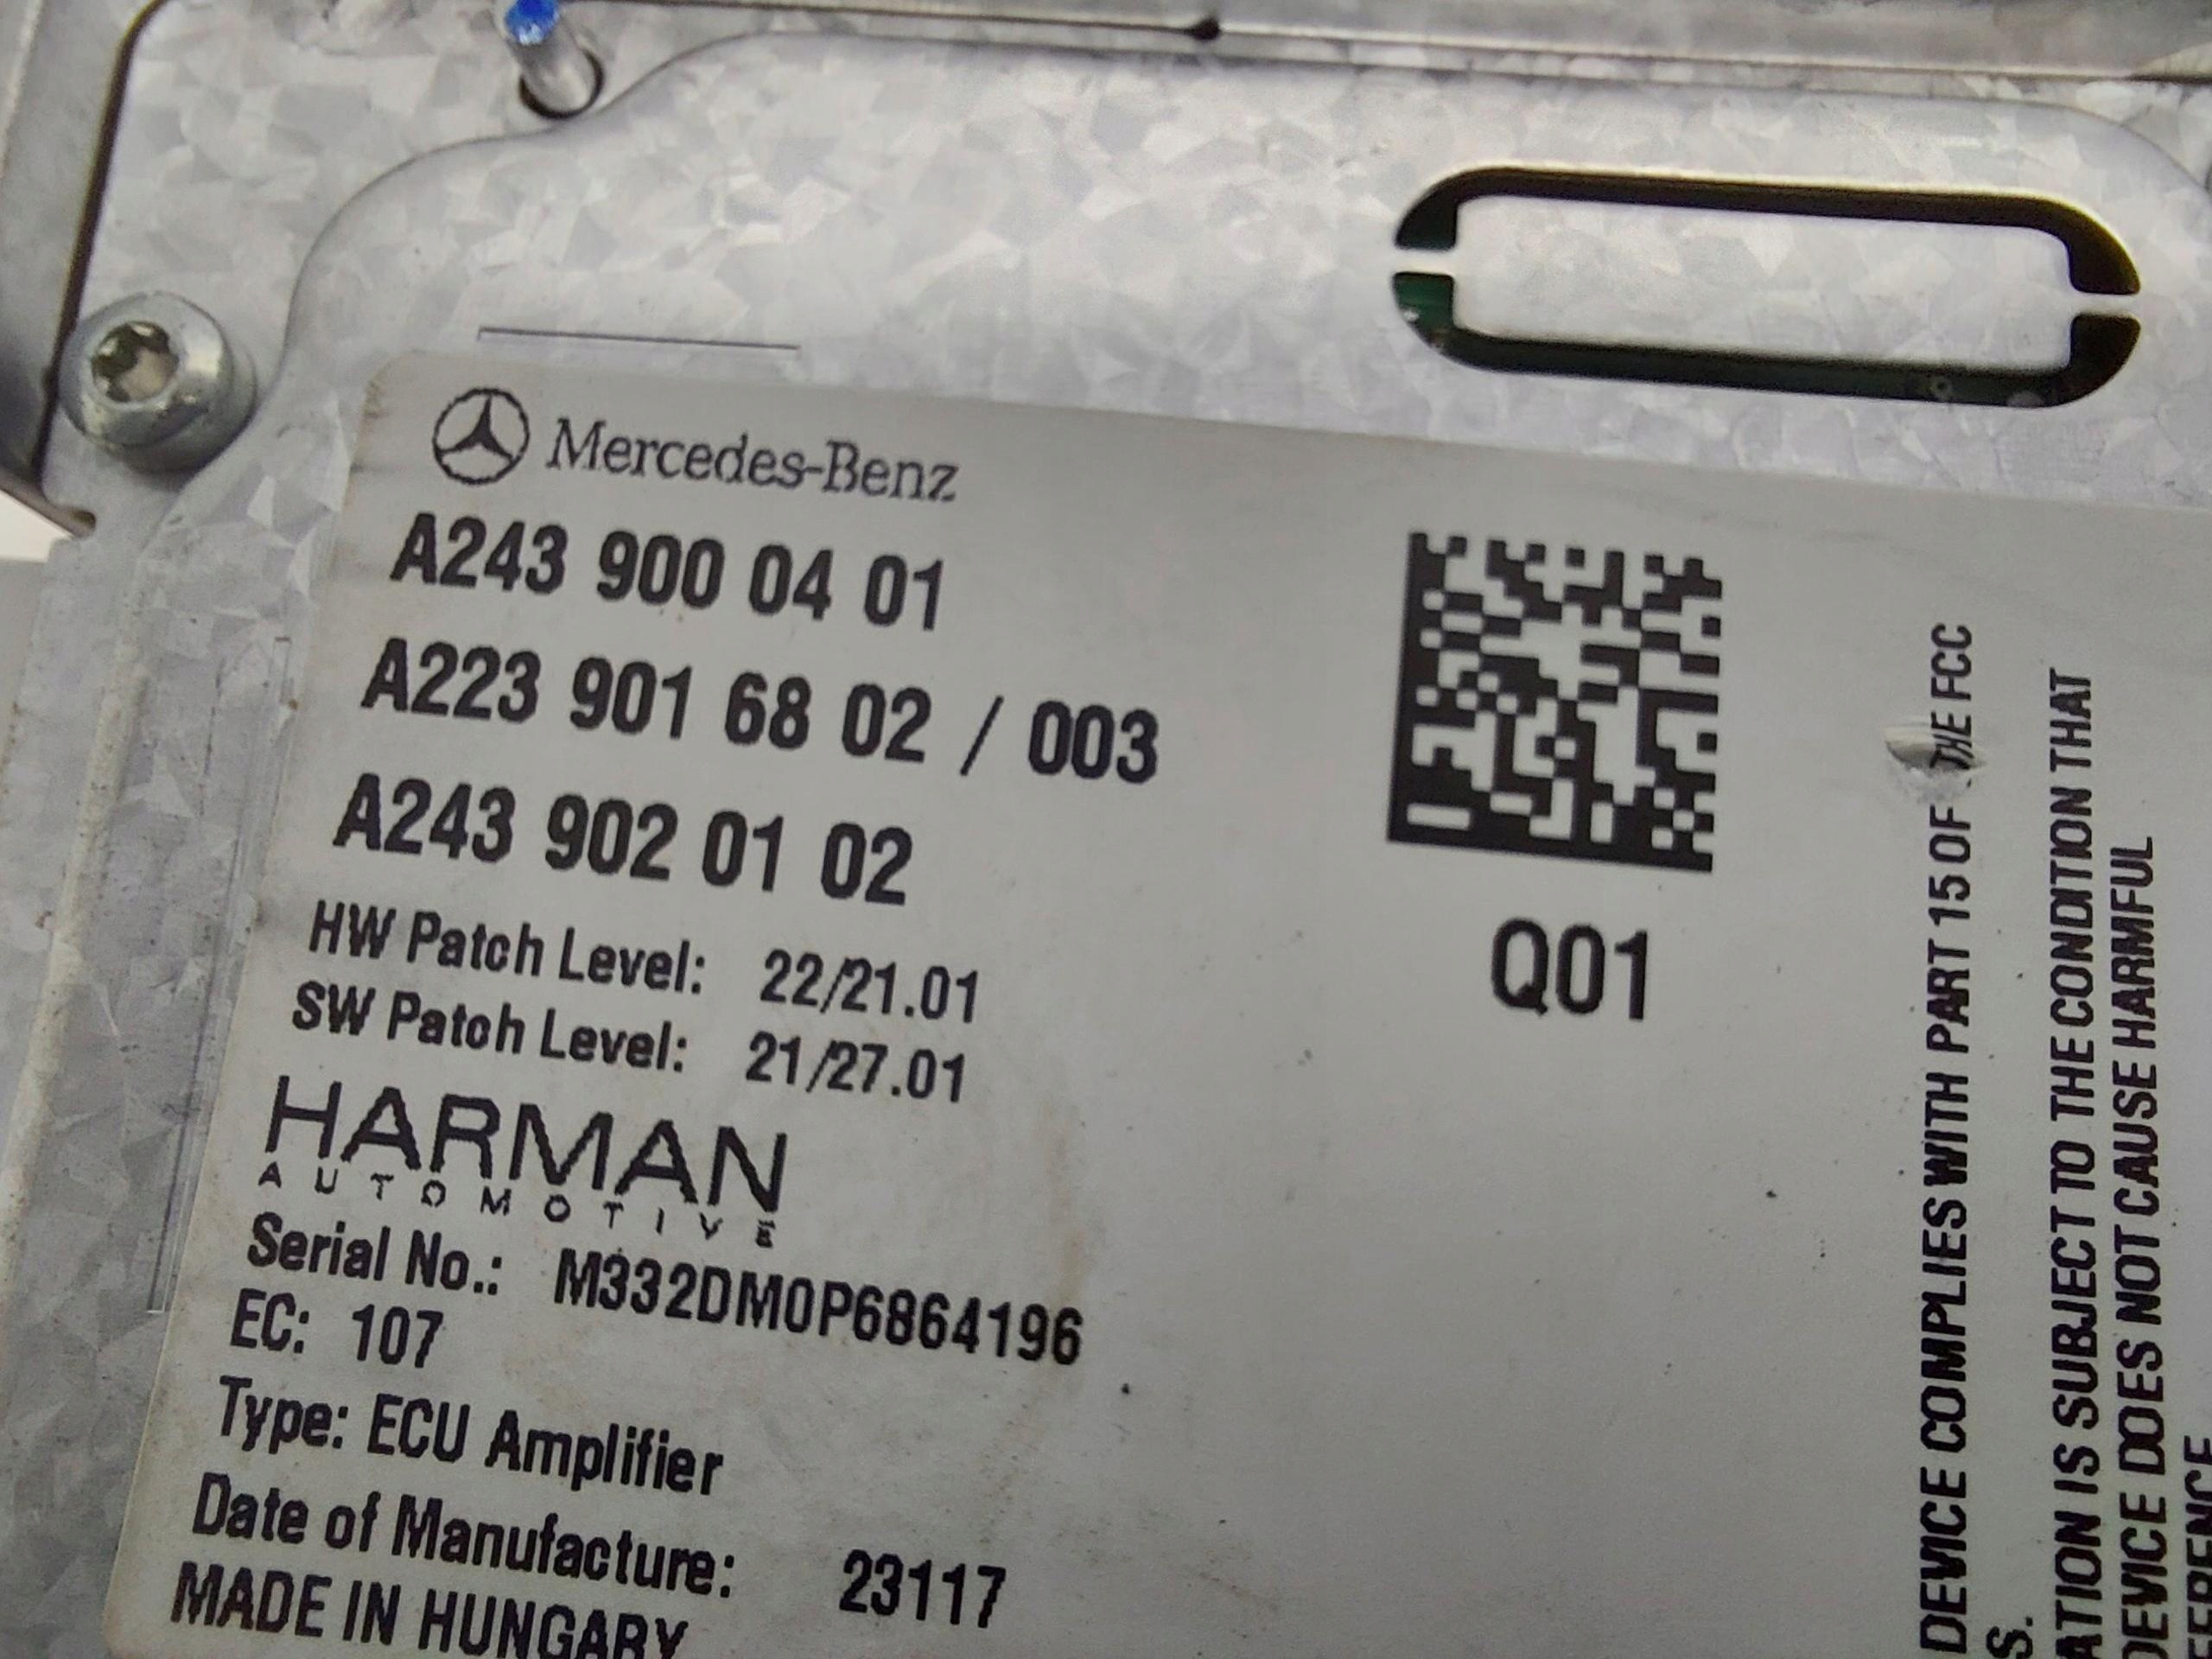 Mercedes-Benz
A243 900 04 01
A223 901 68 02 / 003
A243 902 01 02
HW Patch Level: 22/21.01
SW Patch Level: 21/27.01
HARMAN
AUTOMOTIVE
Serial No.: M332DM0P6864196
EC: 107
Type: ECU Amplifier
Date of Manufacture: 23117
MADE IN HUNGARY
Q01
DEVICE COMPLIES WITH PART 15 OF THE FCC
S.
ATION IS SUBJECT TO THE CONDITION THAT
DEVICE DOES NOT CAUSE HARMFUL
FERENCE